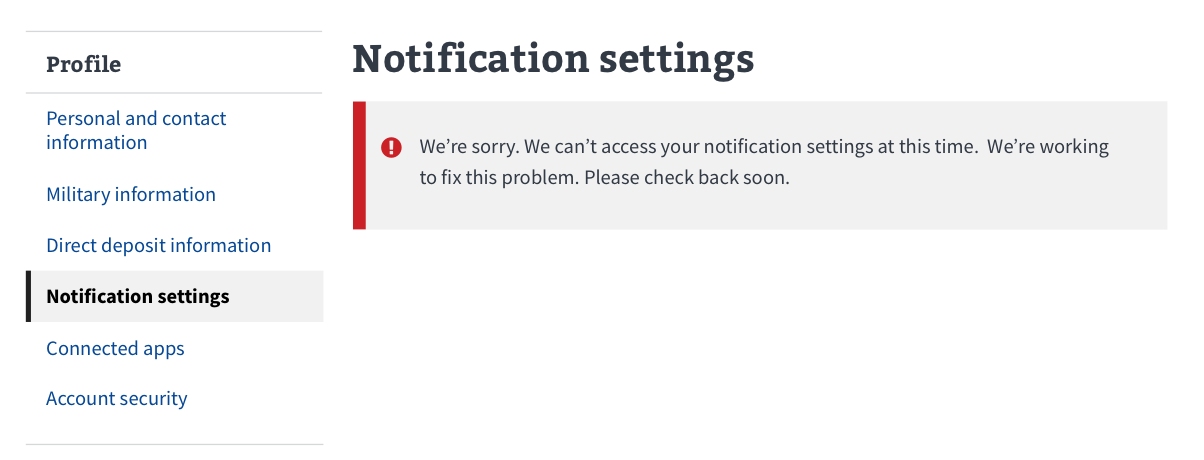 Profile
Personal and contact
information
Military information
Direct deposit information
Notification settings
Connected apps
Account security
Notification settings
We’re sorry. We can’t access your notification settings at this time.  We’re working
to fix this problem. Please check back soon.